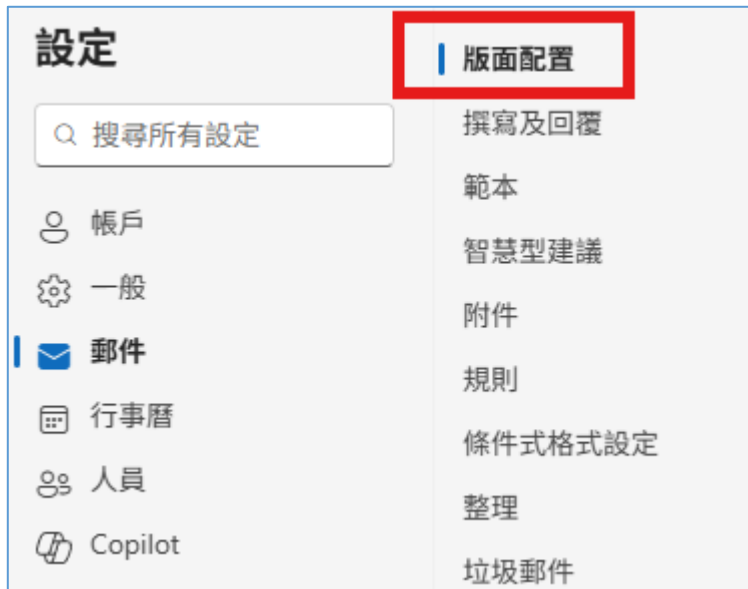 設定
搜尋所有設定
帳戶
一般
郵件
行事曆
人員
Copilot
版面配置
撰寫及回覆
範本
智慧型建議
附件
規則
條件式格式設定
整理
垃圾郵件